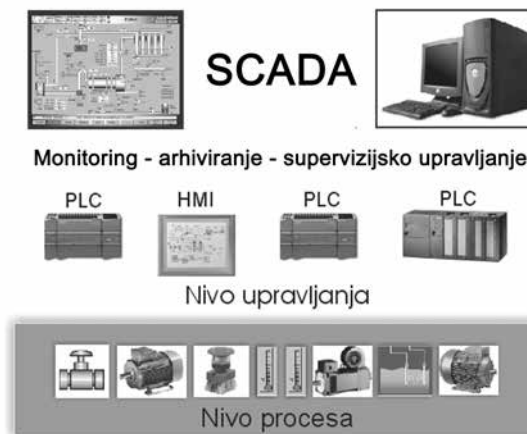 SCADA
Monitoring - arhiviranje - supervizijsko upravljanje
PLC HMI PLC PLC
Nivo upravljanja
Nivo procesa